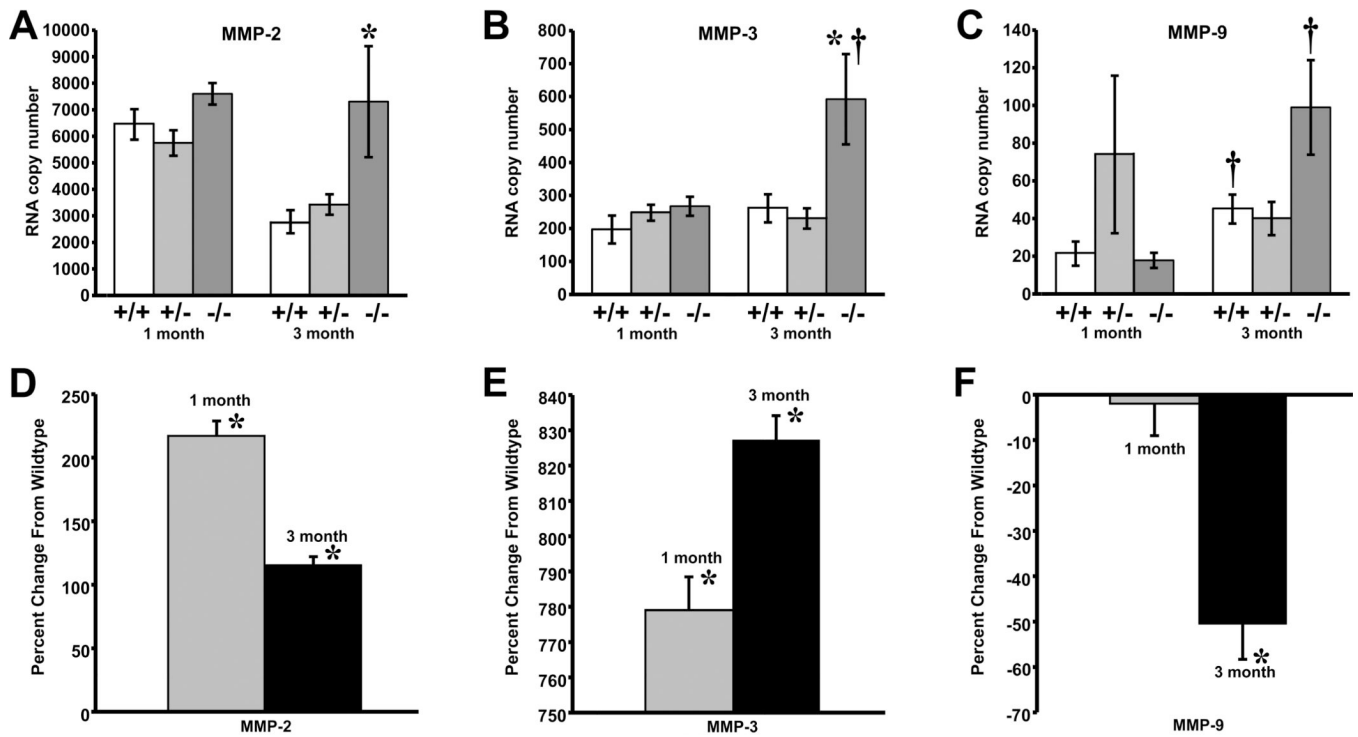 A
MMP-2
*
RNA copy number
10000
9000
8000
7000
6000
5000
4000
3000
2000
1000
0
+/+ +/- -/- +/+ +/- -/-
1 month 3 month
B
MMP-3
* †
RNA copy number
800
700
600
500
400
300
200
100
0
+/+ +/- -/- +/+ +/- -/-
1 month 3 month
C
MMP-9
†
†
RNA copy number
140
120
100
80
60
40
20
0
+/+ +/- -/- +/+ +/- -/-
1 month 3 month
D
Percent Change From Wildtype
250
200
150
100
50
0
1 month
*
3 month
*
MMP-2
E
Percent Change From Wildtype
840
830
820
810
800
790
780
770
760
750
3 month
*
1 month
*
MMP-3
F
Percent Change From Wildtype
0
-10
-20
-30
-40
-50
-60
-70
1 month
*
3 month
MMP-9